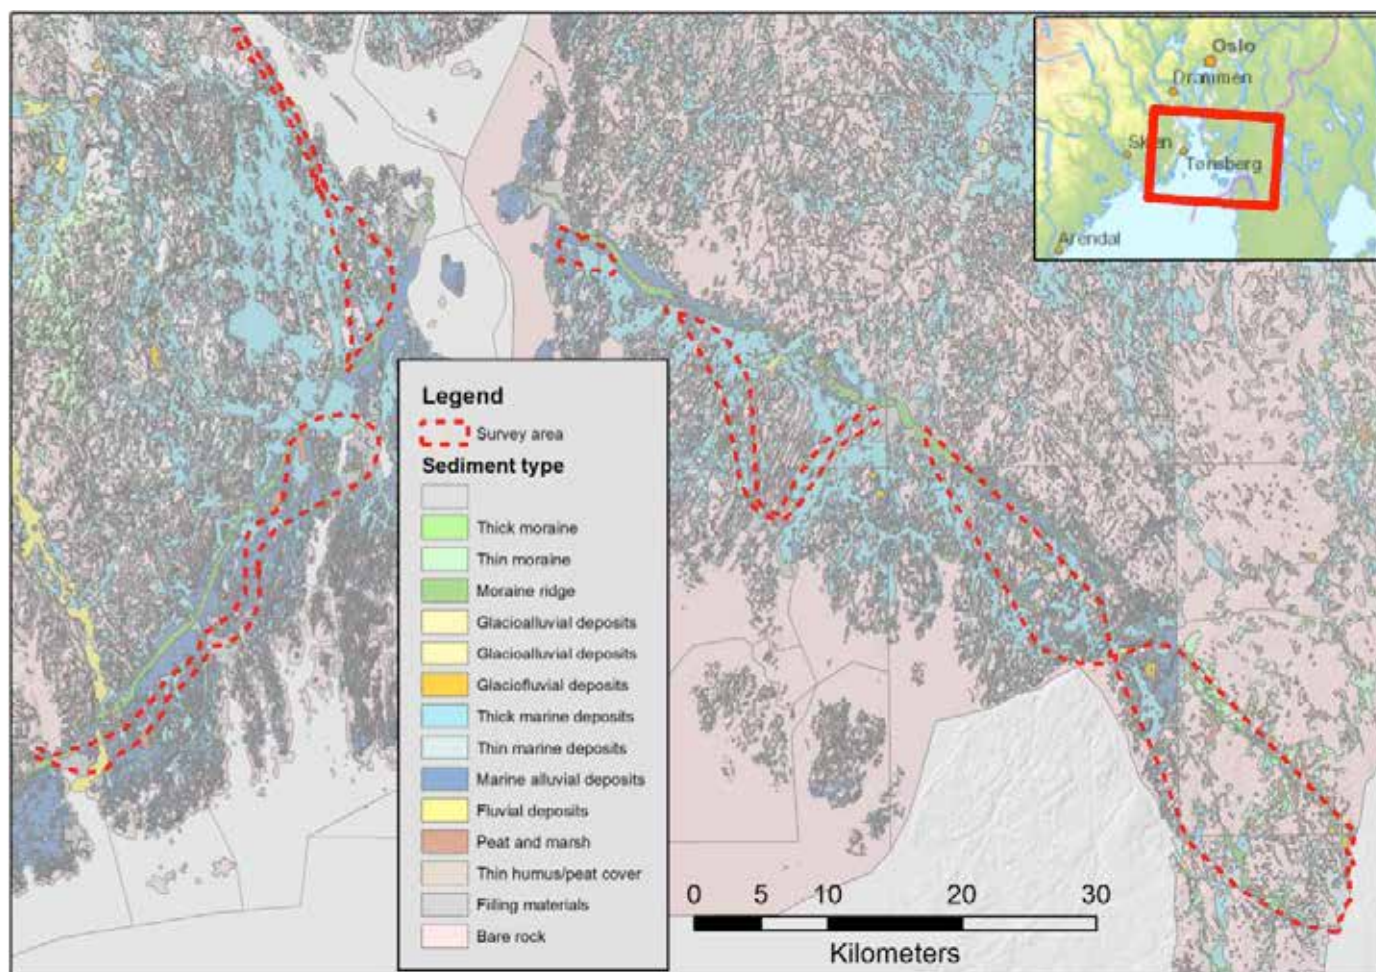 Oslo
Drammen
Skien
Tønsberg
Arendal
Legend
Survey area
Sediment type
Thick moraine
Thin moraine
Moraine ridge
Glacioalluvial deposits
Glacioalluvial deposits
Glaciofluvial deposits
Thick marine deposits
Thin marine deposits
Marine alluvial deposits
Fluvial deposits
Peat and marsh
Thin humus/peat cover
Filling materials
Bare rock
0 5 10 20 30
Kilometers